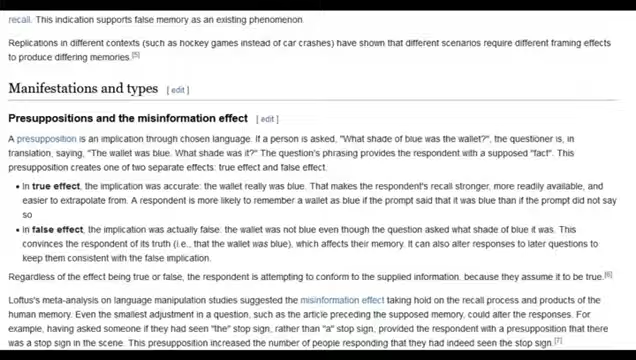 recall. This indication supports false memory as an existing phenomenon.
Replications in different contexts (such as hockey games instead of car crashes) have shown that different scenarios require different framing effects
to produce differing memories.[5]
Manifestations and types [edit]
Presuppositions and the misinformation effect [edit]
A presupposition is an implication through chosen language. If a person is asked, "What shade of blue was the wallet?", the questioner is, in
translation, saying, "The wallet was blue. What shade was it?" The question's phrasing provides the respondent with a supposed "fact". This
presupposition creates one of two separate effects: true effect and false effect.
• In true effect, the implication was accurate: the wallet really was blue. That makes the respondent's recall stronger, more readily available, and
easier to extrapolate from. A respondent is more likely to remember a wallet as blue if the prompt said that it was blue than if the prompt did not say
so
• In false effect, the implication was actually false: the wallet was not blue even though the question asked what shade of blue it was. This
convinces the respondent of its truth (i.e., that the wallet was blue), which affects their memory. It can also alter responses to later questions to
keep them consistent with the false implication.
Regardless of the effect being true or false, the respondent is attempting to conform to the supplied information, because they assume it to be true.[6]
Loftus's meta-analysis on language manipulation studies suggested the misinformation effect taking hold on the recall process and products of the
human memory. Even the smallest adjustment in a question, such as the article preceding the supposed memory, could alter the responses. For
example, having asked someone if they had seen "the" stop sign, rather than "a" stop sign, provided the respondent with a presupposition that there
was a stop sign in the scene. This presupposition increased the number of people responding that they had indeed seen the stop sign.[7]